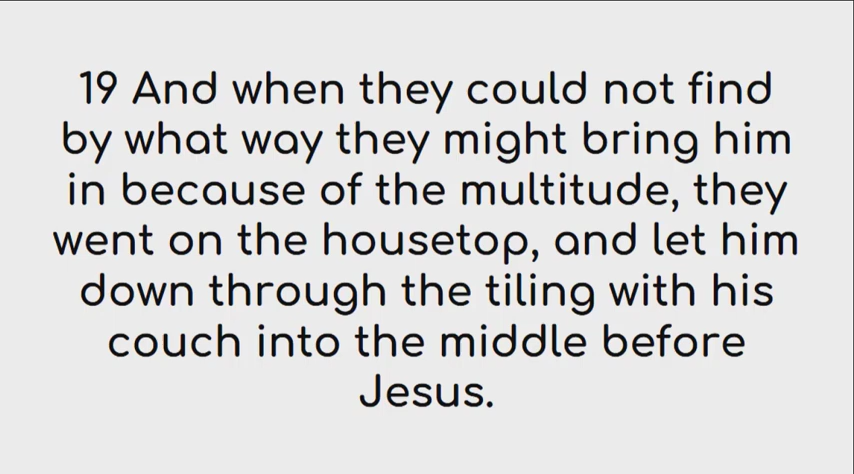 19 And when they could not find
by what way they might bring him
in because of the multitude, they
went on the housetop, and let him
down through the tiling with his
couch into the middle before
Jesus.